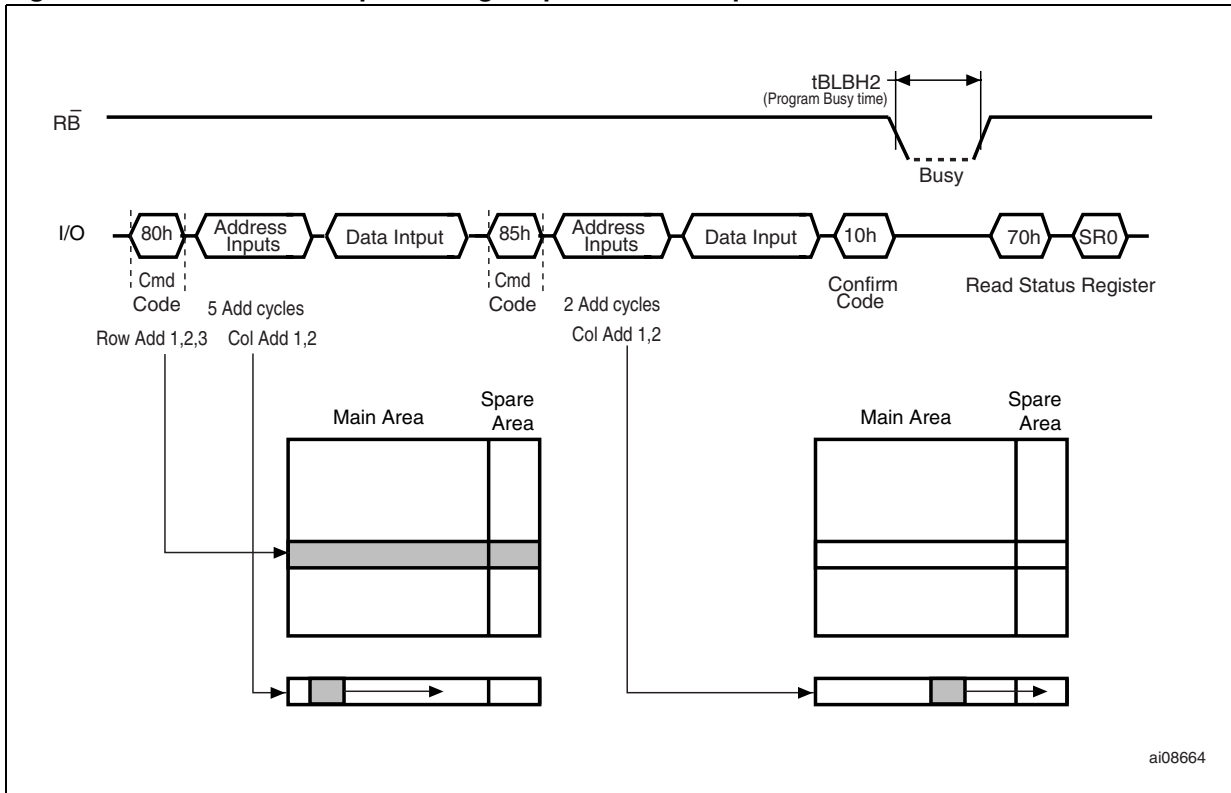 tBLBH2
(Program Busy time)
RB̅
Busy
I/O
80h
Address
Inputs
Data Intput
85h
Address
Inputs
Data Input
10h
70h
SR0
Cmd
Code
Cmd
Code
Confirm
Code
Read Status Register
5 Add cycles
2 Add cycles
Row Add 1,2,3
Col Add 1,2
Col Add 1,2
Main Area
Spare
Area
Main Area
Spare
Area
ai08664